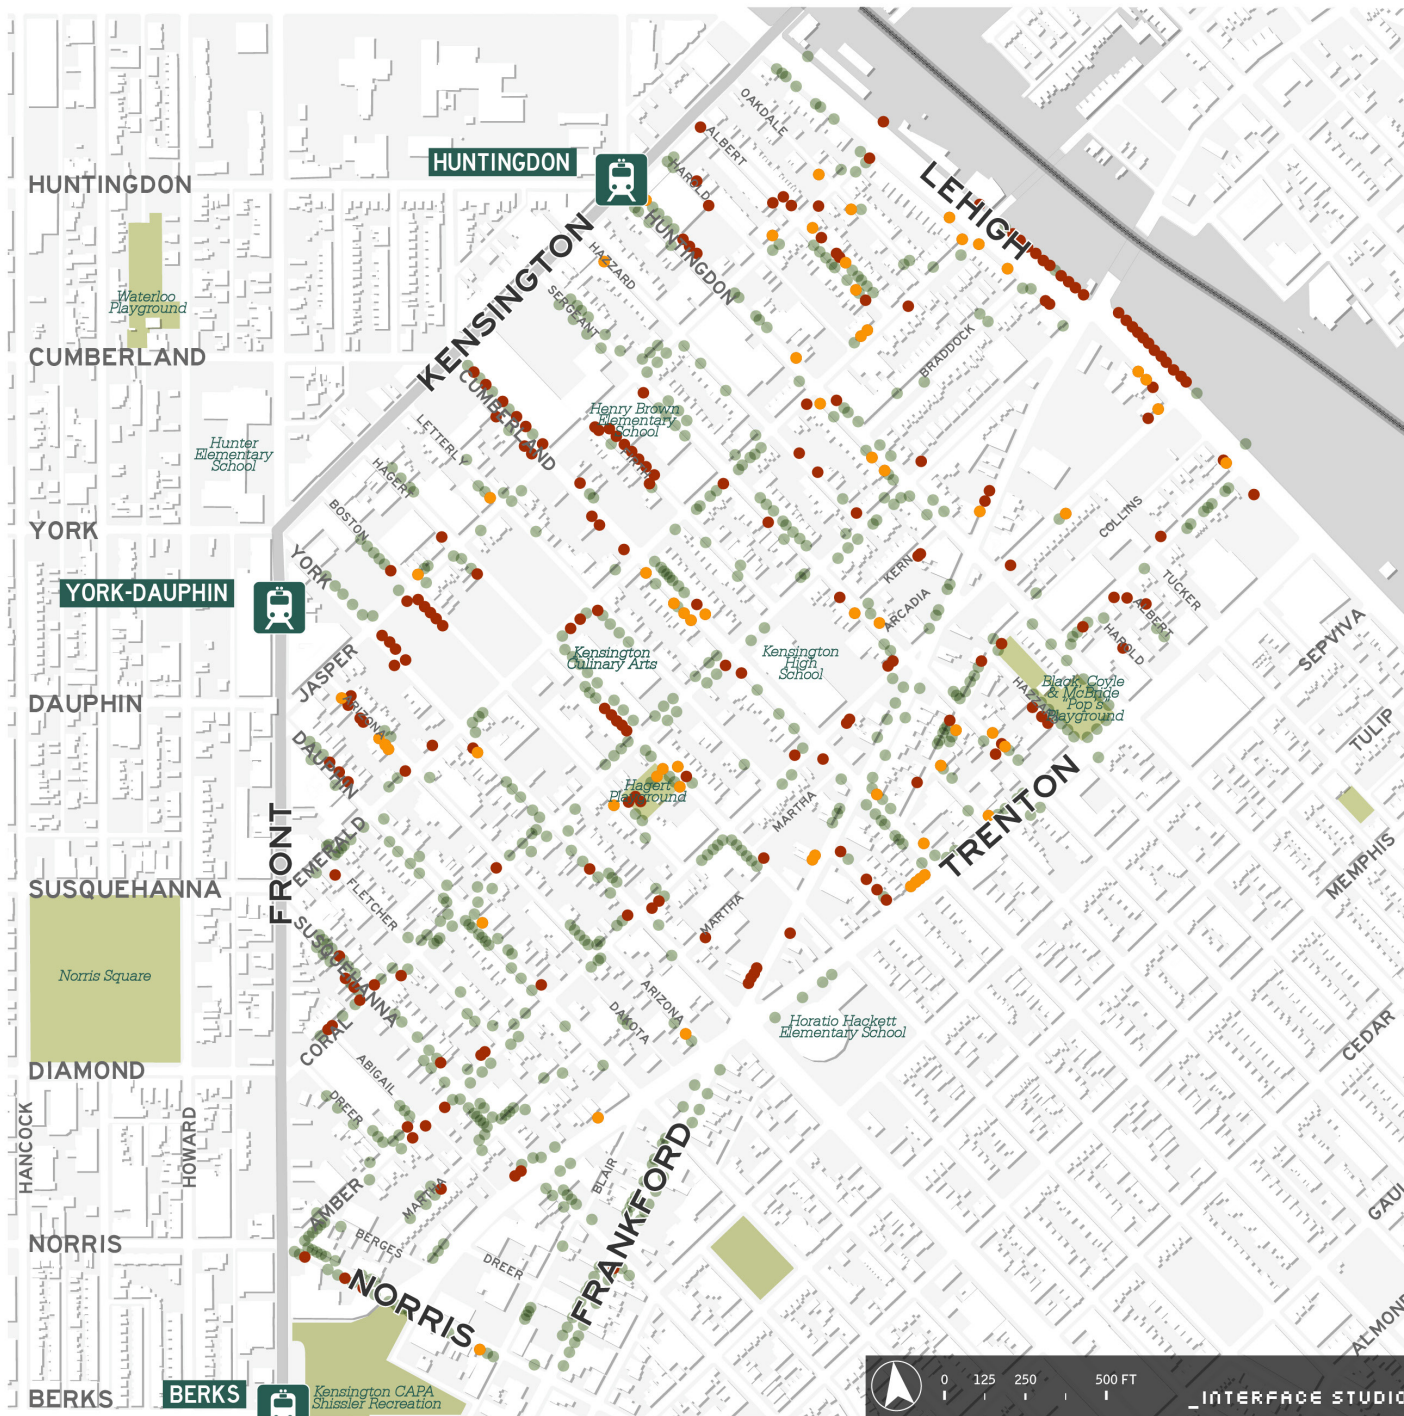 OAKDALE
ALBERT
HUNTINGDON
HAROLD
LEHIGH
HUNTINGDON
HUNTINGDON
KENSINGTON
HAZZARD
SERGEANT
Waterloo
Playground
BRADDOCK
CUMBERLAND
CUMBERLAND
Henry Brown
Elementary
School
LETTERLY
Hunter
Elementary
School
HAGERT
BOSTON
COLLINS
YORK
YORK
KERN
TUCKER
YORK-DAUPHIN
ARCADIA
ALBERT
HAROLD
SEPVIVA
Kensington
Culinary Arts
Kensington
High
School
JASPER
Black, Coyle
& McBride
"Pop's"
Playground
DAUPHIN
ARIZONA
TULIP
DAUPHIN
Hagert
Playground
MARTHA
TRENTON
FRONT
EMERALD
MEMPHIS
SUSQUEHANNA
FLETCHER
MARTHA
SUSQUEHANNA
Norris Square
ARIZONA
DAKOTA
Horatio Hackett
Elementary School
CORAL
CEDAR
DIAMOND
ABIGAIL
DREER
HANCOCK
HOWARD
FRANKFORD
BLAIR
AMBER
MARTHA
NORRIS
BERGES
DREER
NORRIS
ALMOND
BERKS
BERKS
Kensington CAPA
Shissler Recreation
0 125 250 500 FT
_INTERFACE STUDIO